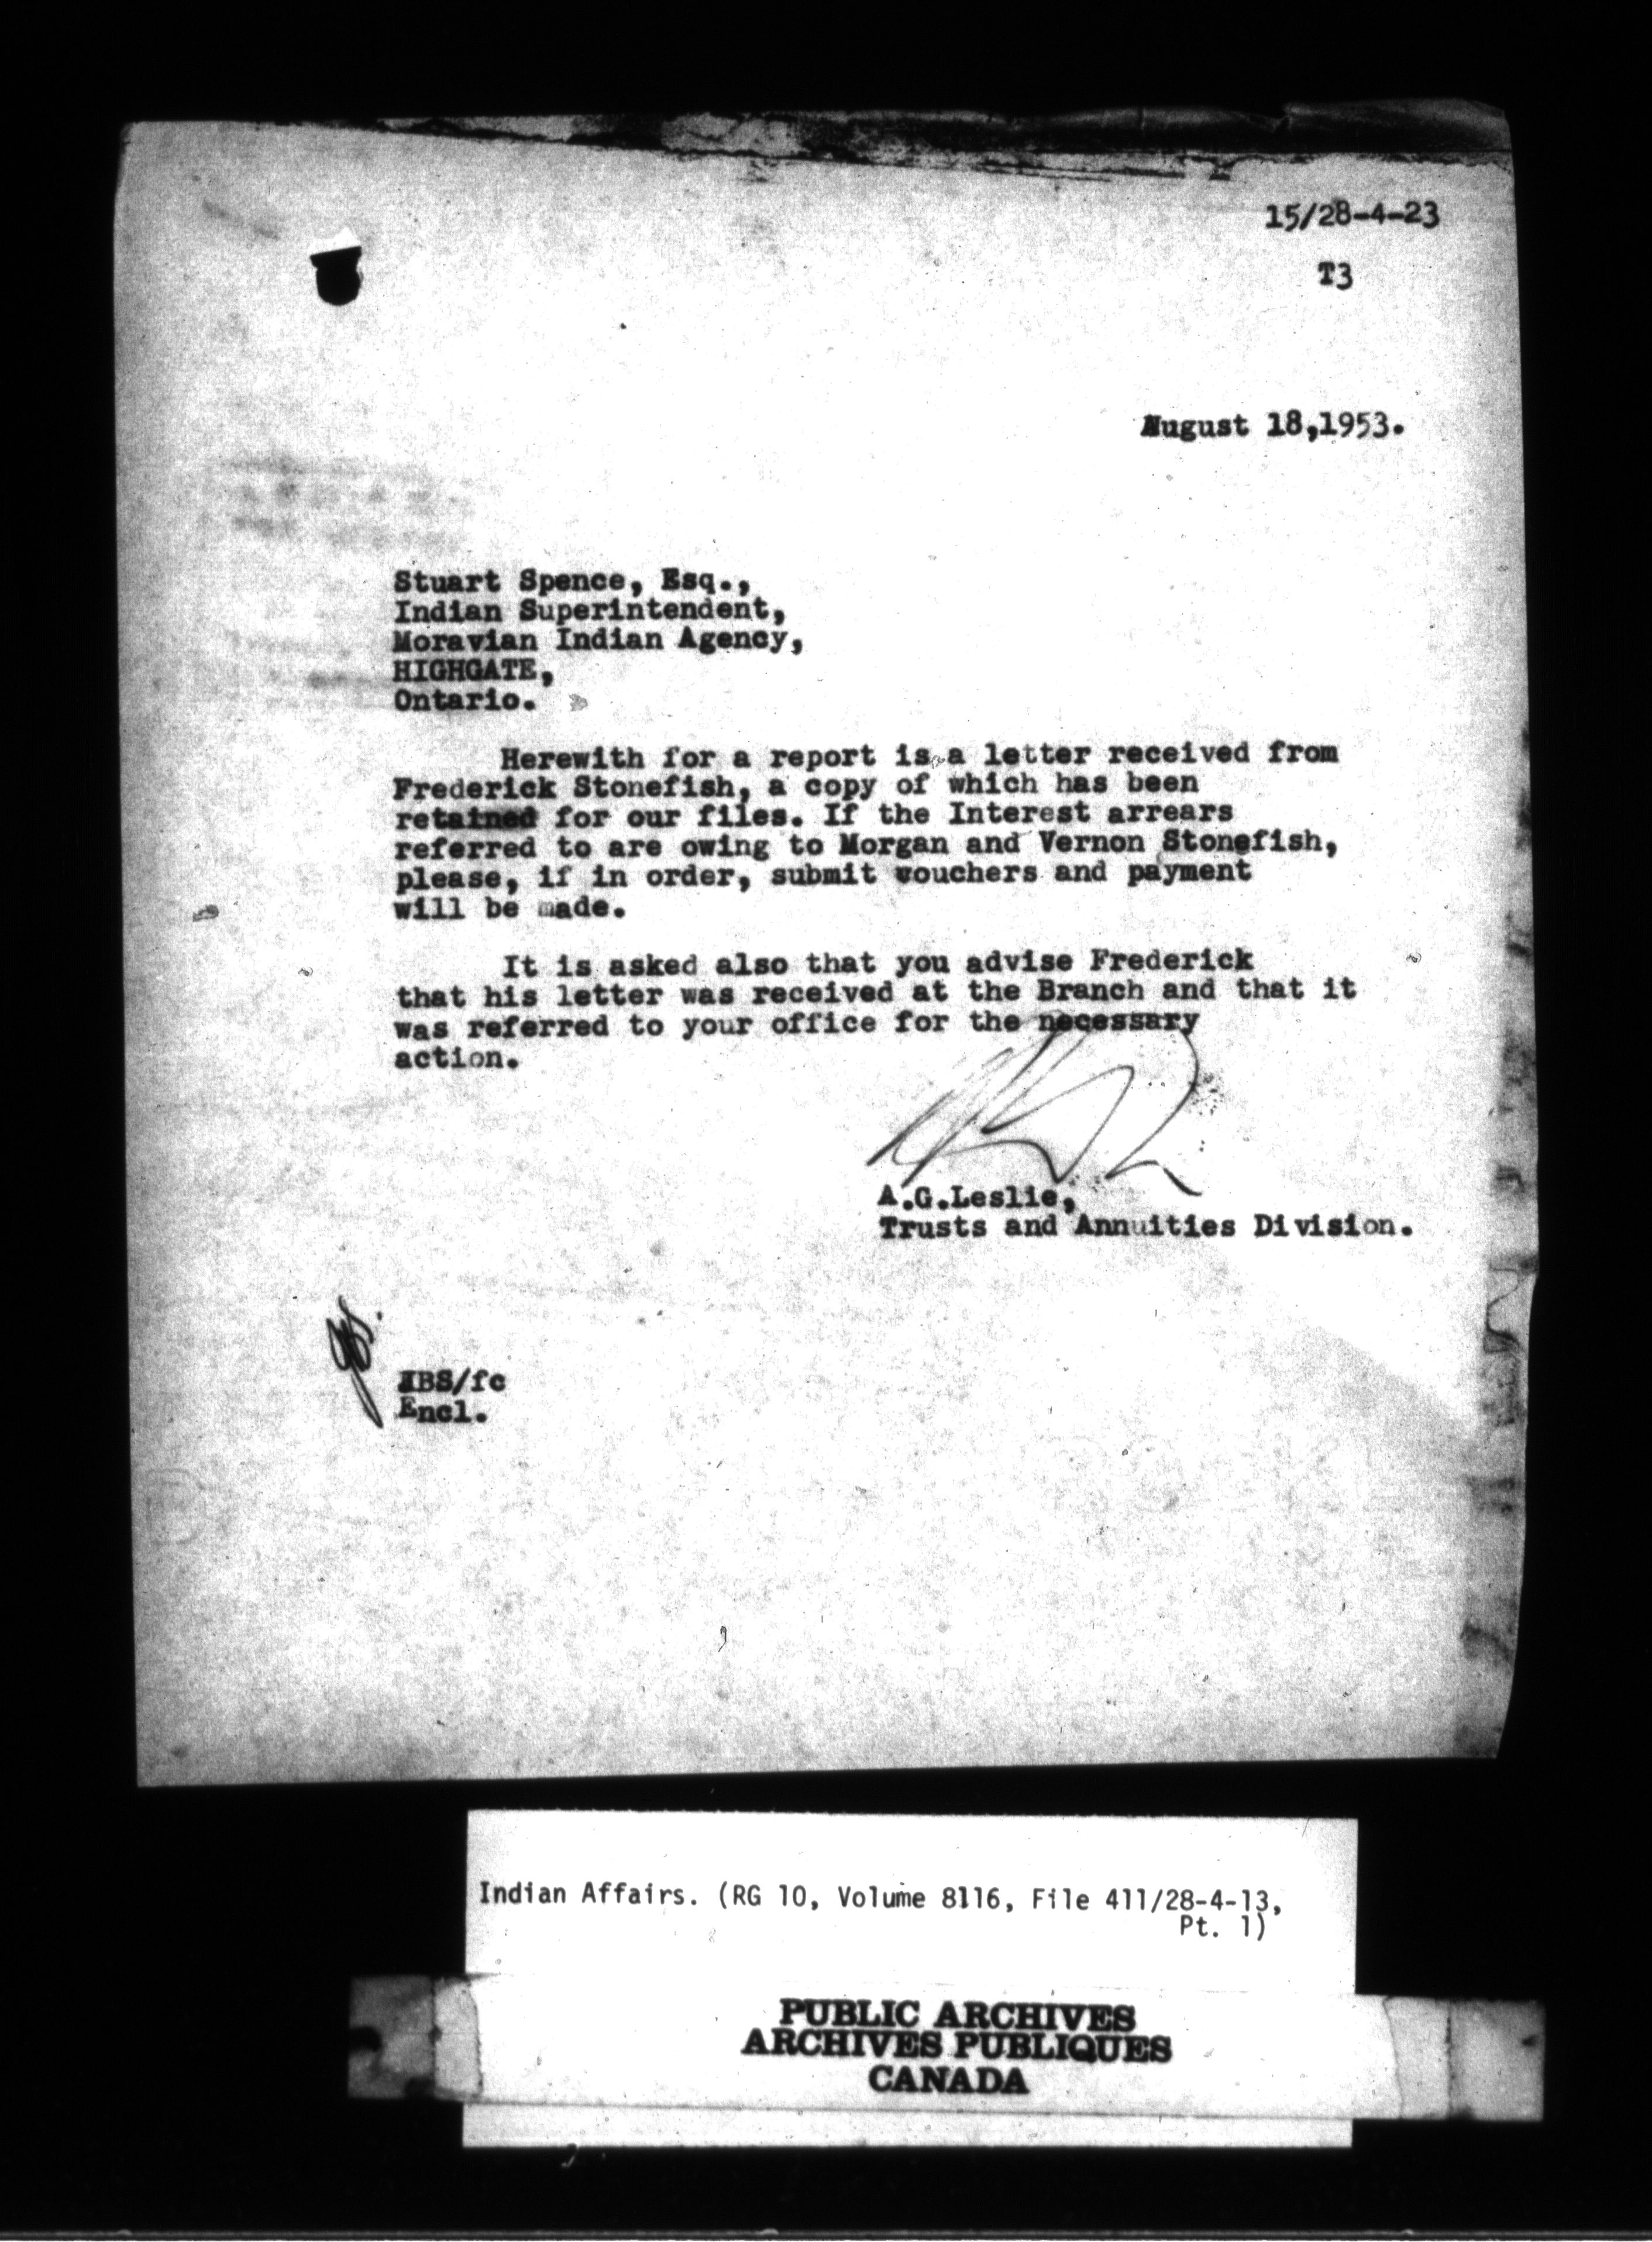 15/28-4-23
T3
August 18,1953.
Stuart Spence, Esq.,
Indian Superintendent,
Moravian Indian Agency,
HIGHGATE,
Ontario.
Herewith for a report is a letter received from
Frederick Stonefish, a copy of which has been
retained for our files. If the Interest arrears
referred to are owing to Morgan and Vernon Stonefish,
please, if in order, submit vouchers and payment
will be made.
It is asked also that you advise Frederick
that his letter was received at the Branch and that it
was referred to your office for the necessary
action.
A.G.Leslie,
Trusts and Annuities Division.
Encl.
Indian Affairs. (RG 10, Volume 8116, File 411/28-4-13,
Pt. 1)
PUBLIC ARCHIVES
ARCHIVES PUBLIQUES
CANADA